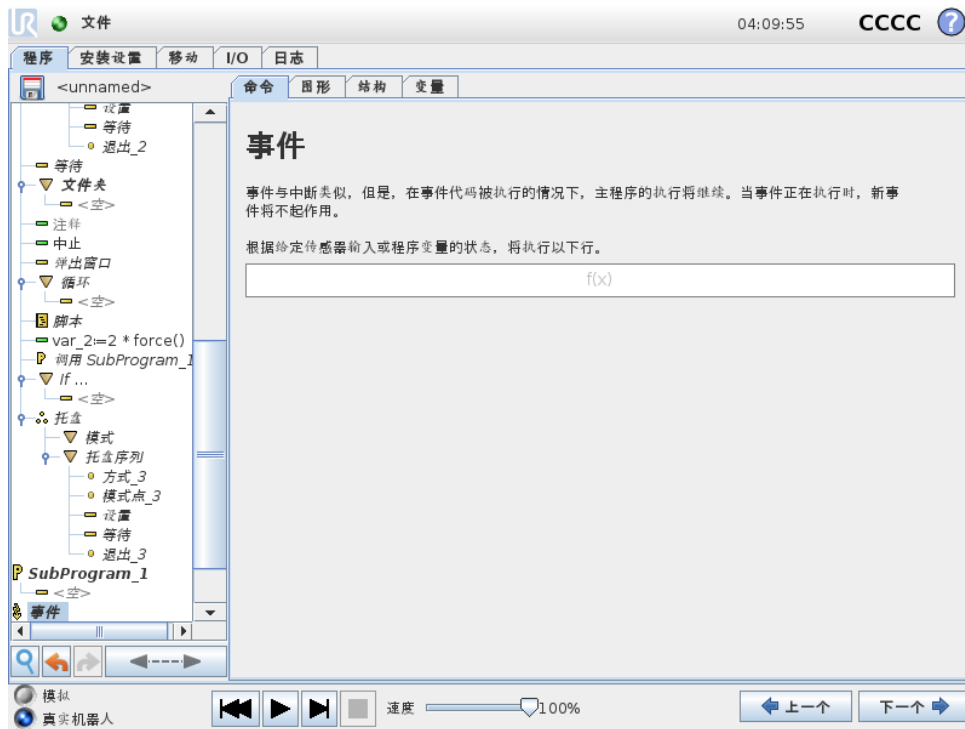 UR 文件 04:09:55 CCCC ?
程序 安装设置 移动 I/O 日志
<unnamed>
命令 图形 结构 变量
设置
等待
退出_2
等待
文件夹
<空>
注释
中止
弹出窗口
循环
<空>
脚本
var_2:=2 * force()
调用 SubProgram_1
If ...
<空>
托盘
模式
托盘序列
方式_3
模式点_3
设置
等待
退出_3
SubProgram_1
<空>
事件
事件
事件与中断类似，但是，在事件代码被执行的情况下，主程序的执行将继续。当事件正在执行时，新事
件将不起作用。
根据给定传感器输入或程序变量的状态，将执行以下行。
f(x)
模拟
真实机器人
速度 100%
上一个 下一个